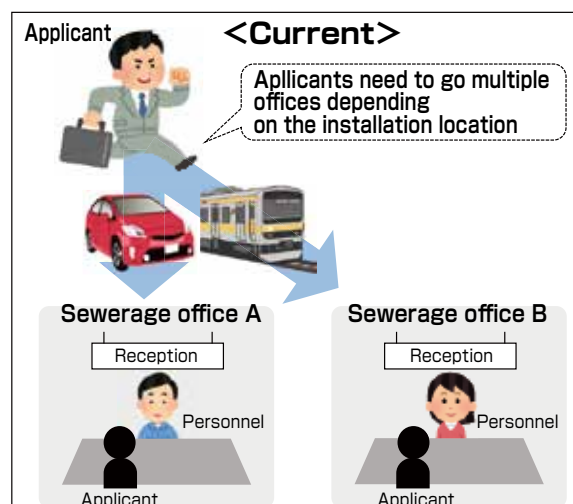 Applicant
<Current>
Apllicants need to go multiple
offices depending
on the installation location
Sewerage office A
Reception
Personnel
Applicant
Sewerage office B
Reception
Personnel
Applicant